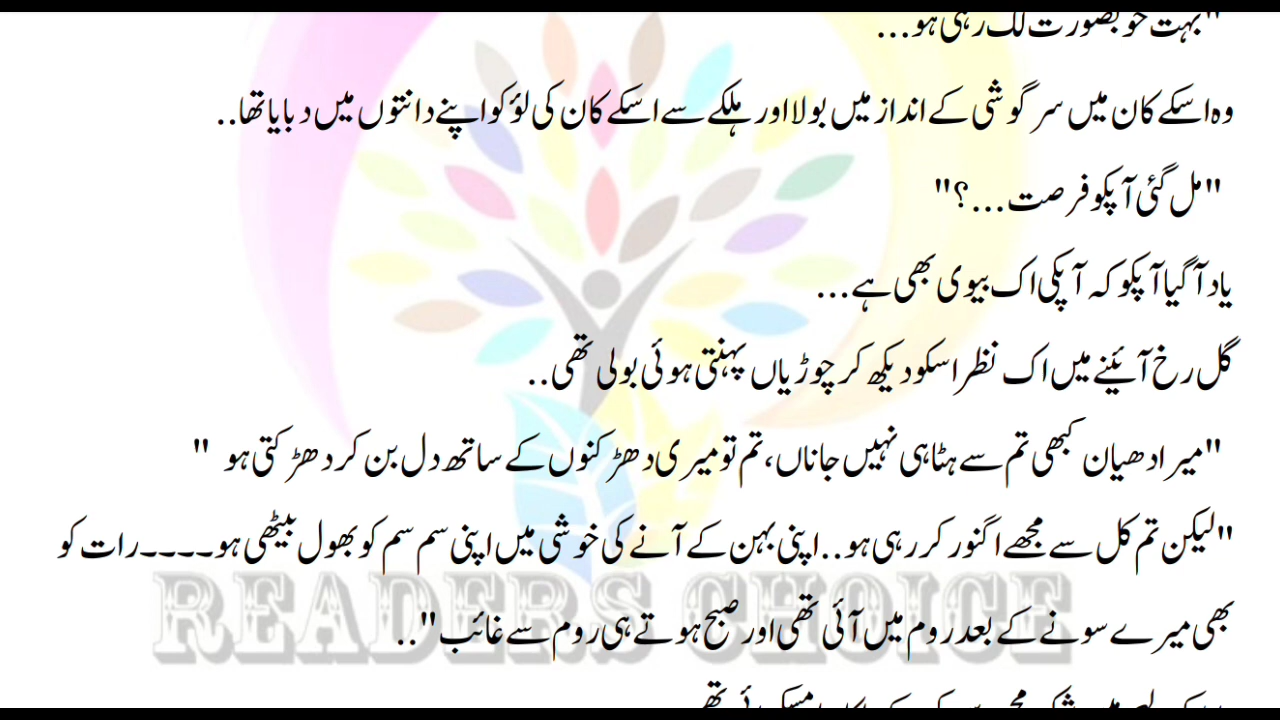 "بہت خوبصورت لگ رہی ہو...
وہ اسکے کان میں سرگوشی کے انداز میں بولا اور ہلکے سے اسکے کان کی لؤ کو اپنے دانتوں میں دبایا تھا..
"مل گئی آپکو فرصت...؟"
یاد آگیا آپکو کہ آپکی اک بیوی بھی ہے...
گل رخ آئینے میں اک نظر اسکو دیکھ کر چوڑیاں پہنتی ہوئی بولی تھی..
"میرا دھیان کبھی تم سے ہٹا ہی نہیں جاناں، تم تو میری دھڑکنوں کے ساتھ دل بن کر دھڑکتی ہو "
"لیکن تم کل سے مجھے اگنور کر رہی ہو..اپنی بہن کے آنے کی خوشی میں اپنی سم سم کو بھول بیٹھی ہو۔۔۔۔رات کو
بھی میرے سونے کے بعد روم میں آئی تھی اور صبح ہوتے ہی روم سے غائب"..
READERS CHOICE